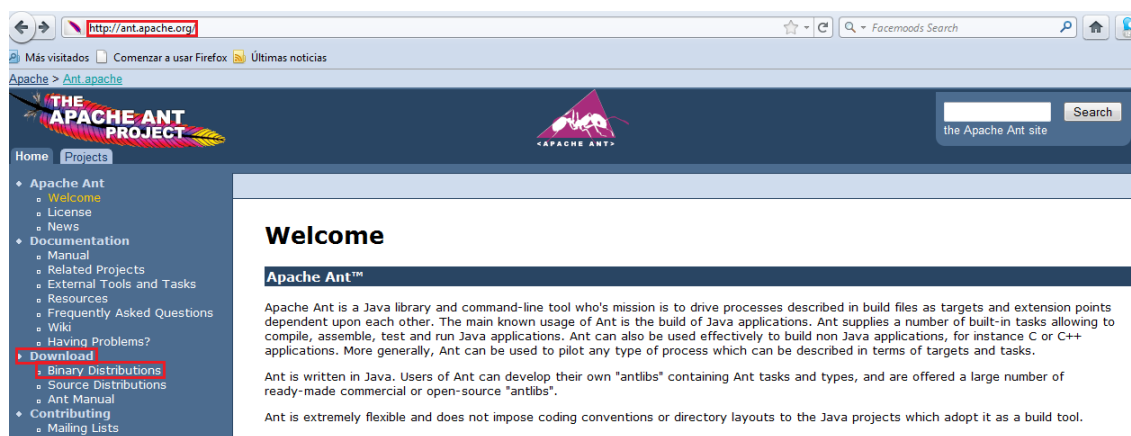 http://ant.apache.org/
Facemoods Search
Más visitados Comenzar a usar Firefox Últimas noticias
Apache > Ant apache
THE
APACHE ANT
PROJECT
<APACHE ANT>
Search
the Apache Ant site
Home Projects
Apache Ant
Welcome
License
News
Documentation
Manual
Related Projects
External Tools and Tasks
Resources
Frequently Asked Questions
Wiki
Having Problems?
Download
Binary Distributions
Source Distributions
Ant Manual
Contributing
Mailing Lists
Welcome
Apache Ant™
Apache Ant is a Java library and command-line tool who's mission is to drive processes described in build files as targets and extension points
dependent upon each other. The main known usage of Ant is the build of Java applications. Ant supplies a number of built-in tasks allowing to
compile, assemble, test and run Java applications. Ant can also be used effectively to build non Java applications, for instance C or C++
applications. More generally, Ant can be used to pilot any type of process which can be described in terms of targets and tasks.
Ant is written in Java. Users of Ant can develop their own "antlibs" containing Ant tasks and types, and are offered a large number of
ready-made commercial or open-source "antlibs".
Ant is extremely flexible and does not impose coding conventions or directory layouts to the Java projects which adopt it as a build tool.